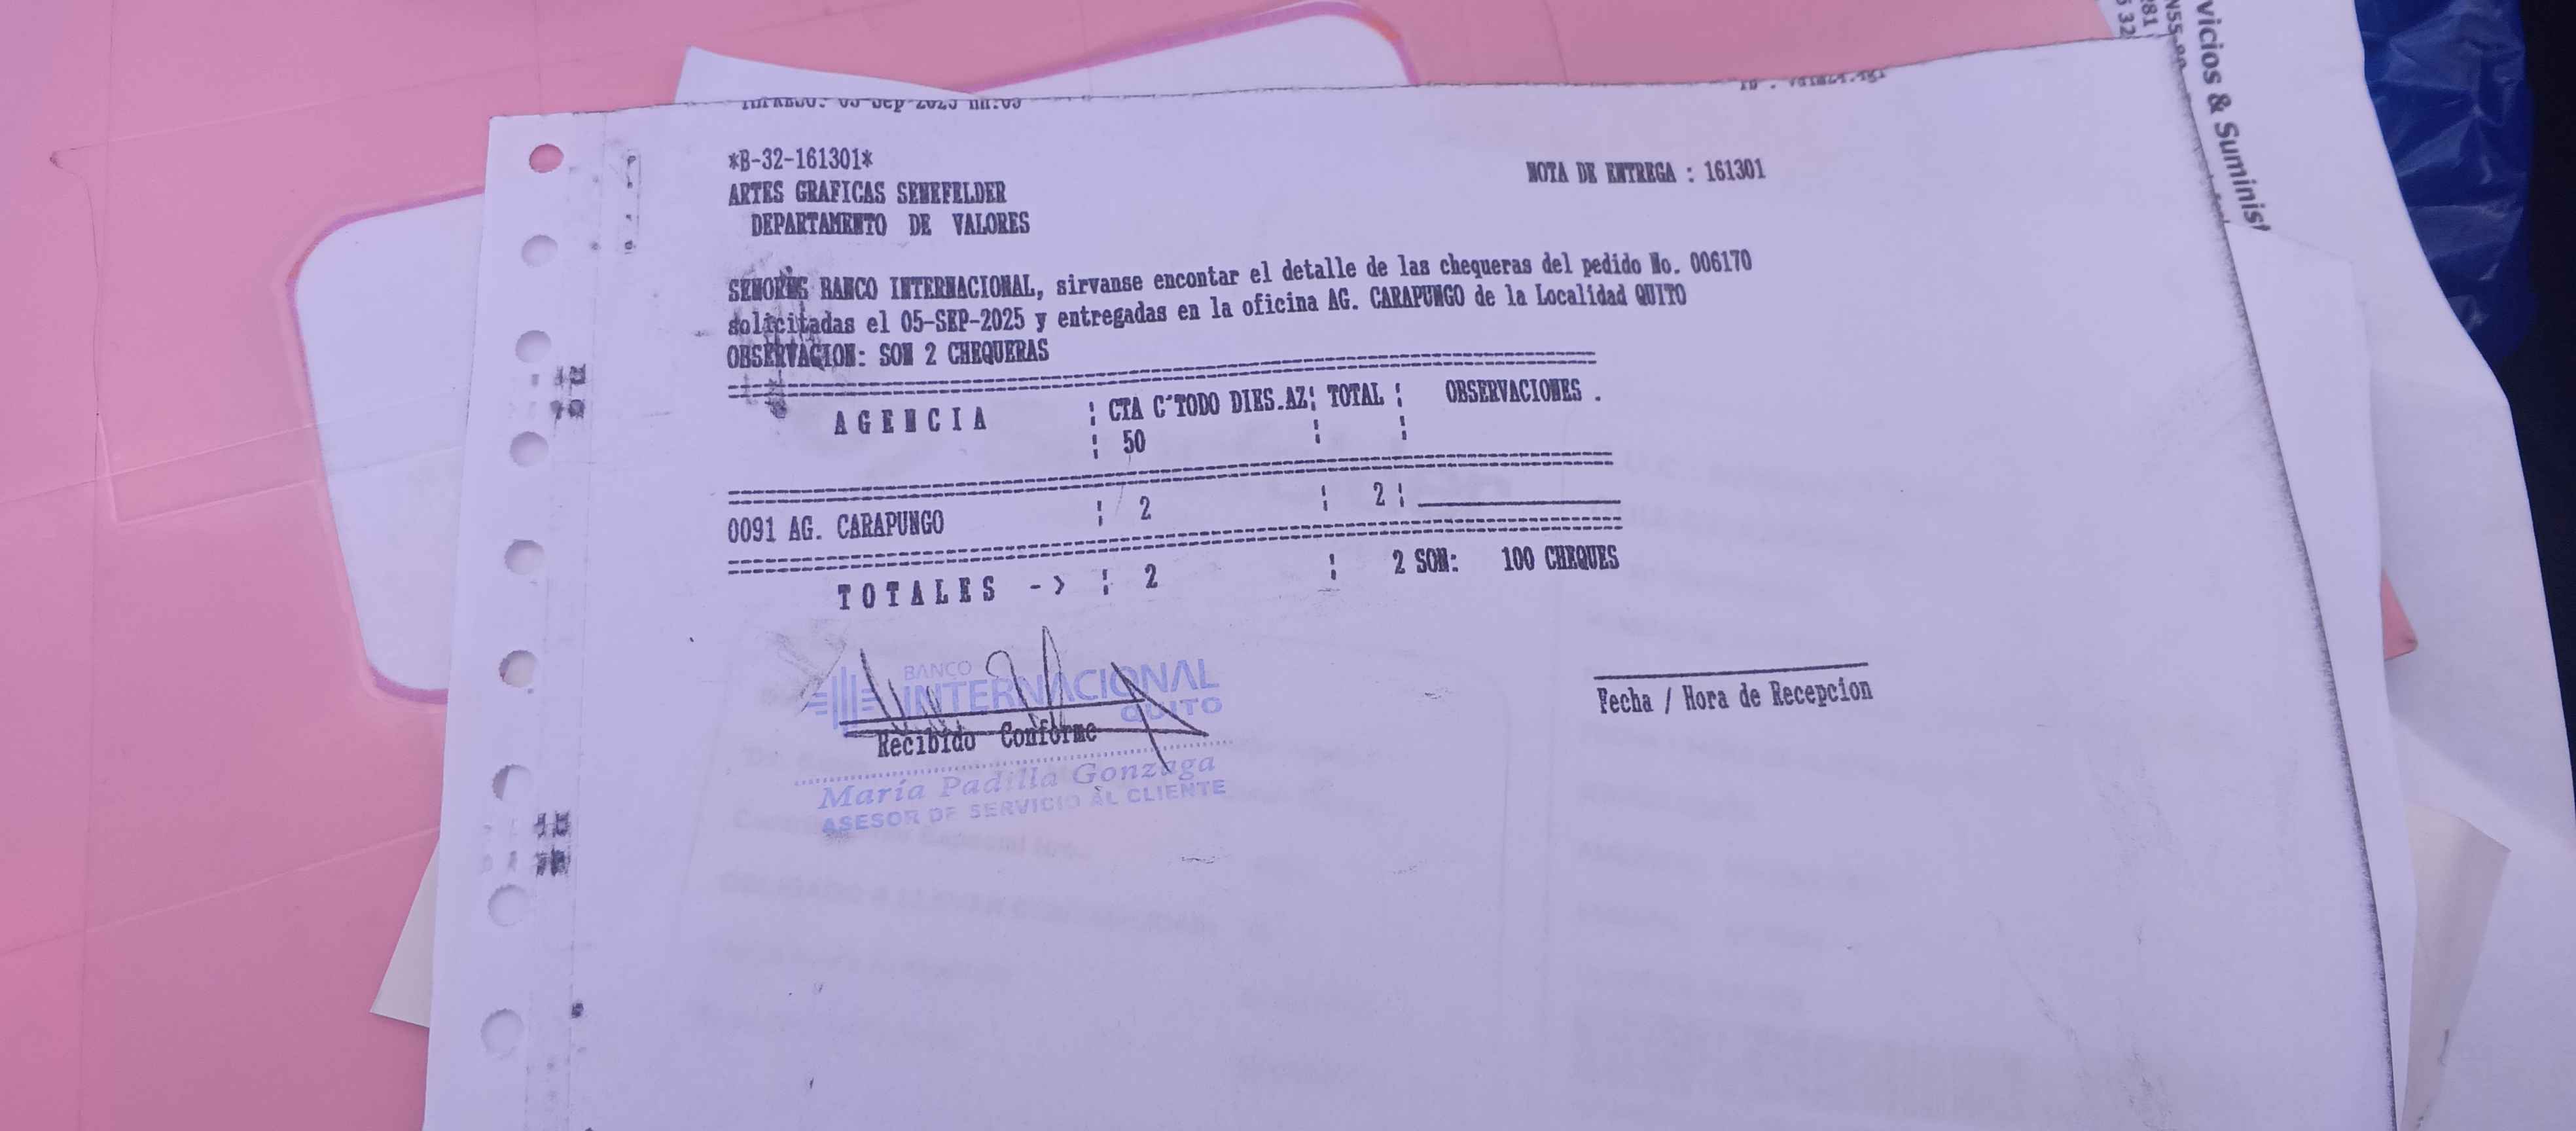 05 Sep 2025
*B-32-161301*
NOTA DE ENTREGA : 161301
ARTES GRAFICAS SENEFELDER
DEPARTAMENTO DE VALORES
SENORES BANCO INTERNACIONAL, sirvanse encontar el detalle de las chequeras del pedido No. 006170
solicitadas el 05-SEP-2025 y entregadas en la oficina AG. CARAPUNGO de la Localidad QUITO
OBSERVACION: SON 2 CHEQUERAS
A G E N C I A ¦ CTA C´TODO DIES.AZ¦ TOTAL ¦ OBSERVACIONES .
¦ 50 ¦ ¦
0091 AG. CARAPUNGO ¦ 2 ¦ 2 ¦
T O T A L E S - > ¦ 2 ¦ 2 SON: 100 CHEQUES
BANCO
INTERNACIONAL
QUITO
Recibido Conforme
Fecha / Hora de Recepcion
María Padilla Gonzaga
ASESOR DE SERVICIO AL CLIENTE
vicios & Suminist